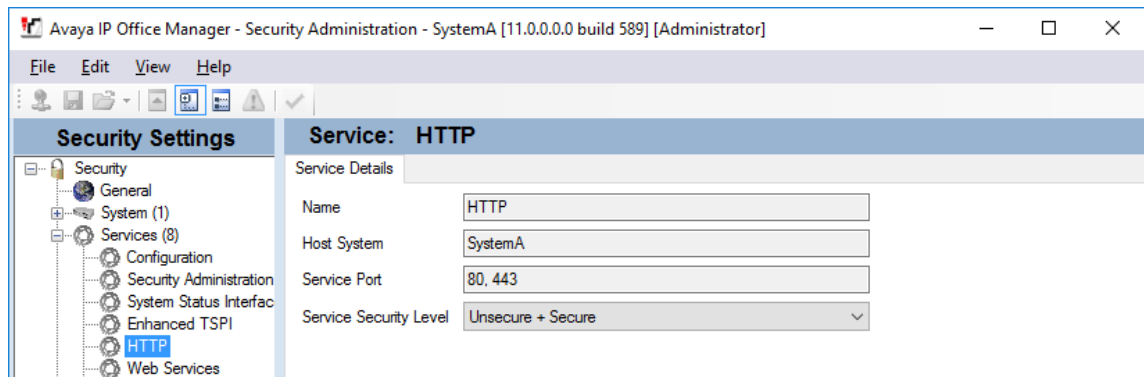 Avaya IP Office Manager - Security Administration - SystemA [11.0.0.0.0 build 589] [Administrator]
File Edit View Help
Security Settings
Service: HTTP
Security
General
System (1)
Services (8)
Configuration
Security Administration
System Status Interfac
Enhanced TSPI
HTTP
Web Services
Service Details
Name HTTP
Host System SystemA
Service Port 80, 443
Service Security Level Unsecure + Secure